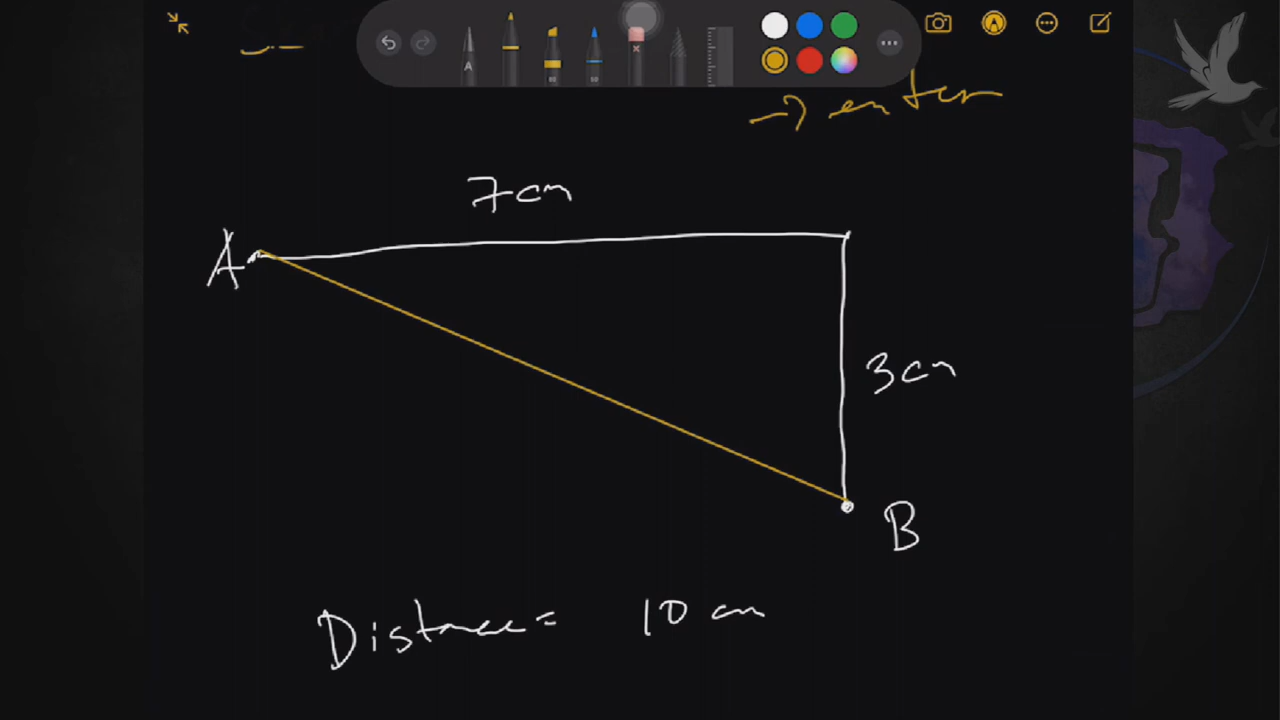 → enter
7cm
A
3cm
B
Distance = 10 cm